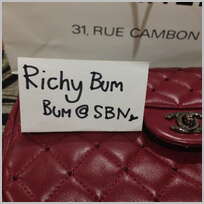 31, RUE CAMBON
Richy Bum
Bum @ SBN